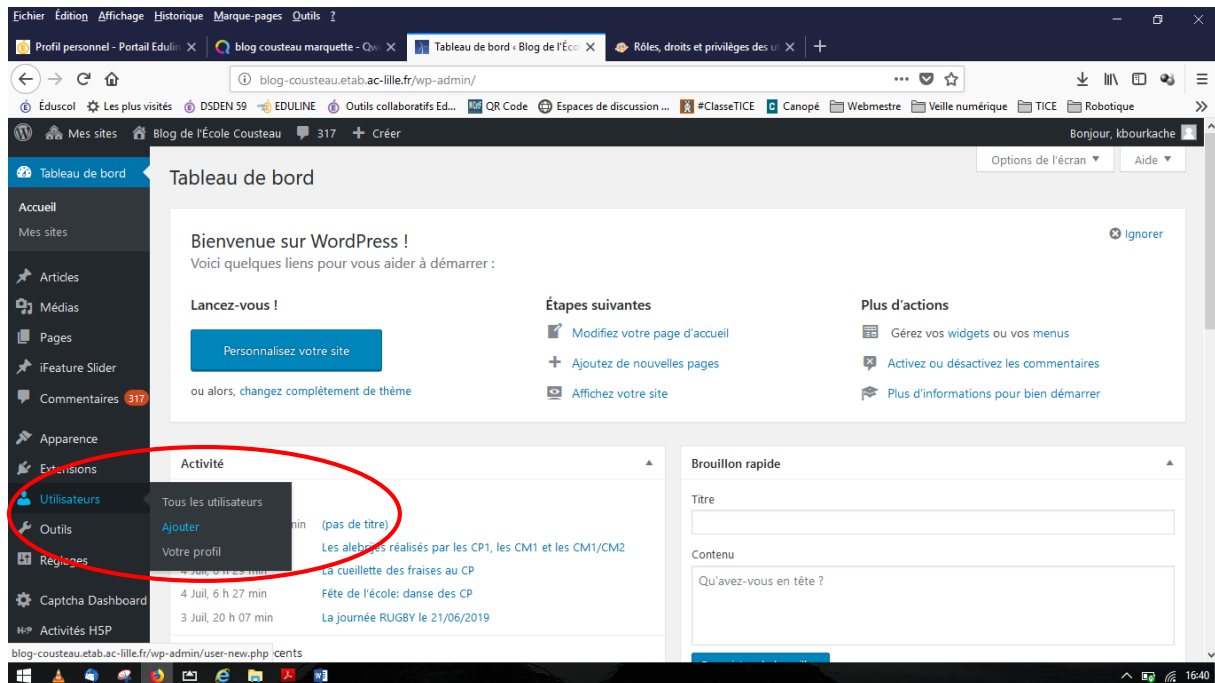 Fichier Édition Affichage Historique Marque-pages Outils ?
Profil personnel - Portail Edulin
blog cousteau marquette - Qwa
Tableau de bord ‹ Blog de l'Écol
Rôles, droits et privilèges des ut
blog-cousteau.etab.ac-lille.fr/wp-admin/
Éduscol Les plus visités DSDEN 59 EDULINE Outils collaboratifs Ed... QR Code Espaces de discussion ... #ClasseTICE Canopé Webmestre Veille numérique TICE Robotique
Mes sites Blog de l'École Cousteau 317 + Créer Bonjour, kbourkache
Options de l'écran ▼ Aide ▼
Tableau de bord
Accueil
Mes sites
Articles
Médias
Pages
iFeature Slider
Commentaires 317
Apparence
Extensions
Utilisateurs
Outils
Réglages
Captcha Dashboard
H-P Activités H5P
Tous les utilisateurs
Ajouter
Votre profil
Tableau de bord
Bienvenue sur WordPress !
Ignorer
Voici quelques liens pour vous aider à démarrer :
Lancez-vous !
Personnalisez votre site
ou alors, changez complètement de thème
Étapes suivantes
Modifiez votre page d'accueil
Ajoutez de nouvelles pages
Affichez votre site
Plus d'actions
Gérez vos widgets ou vos menus
Activez ou désactivez les commentaires
Plus d'informations pour bien démarrer
Activité
min (pas de titre)
Les alebrijes réalisés par les CP1, les CM1 et les CM1/CM2
4 Juil, 6 h 29 min La cueillette des fraises au CP
4 Juil, 6 h 27 min Fête de l'école: danse des CP
3 Juil, 20 h 07 min La journée RUGBY le 21/06/2019
cents
Brouillon rapide
Titre
Contenu
Qu'avez-vous en tête ?
blog-cousteau.etab.ac-lille.fr/wp-admin/user-new.php
16:40